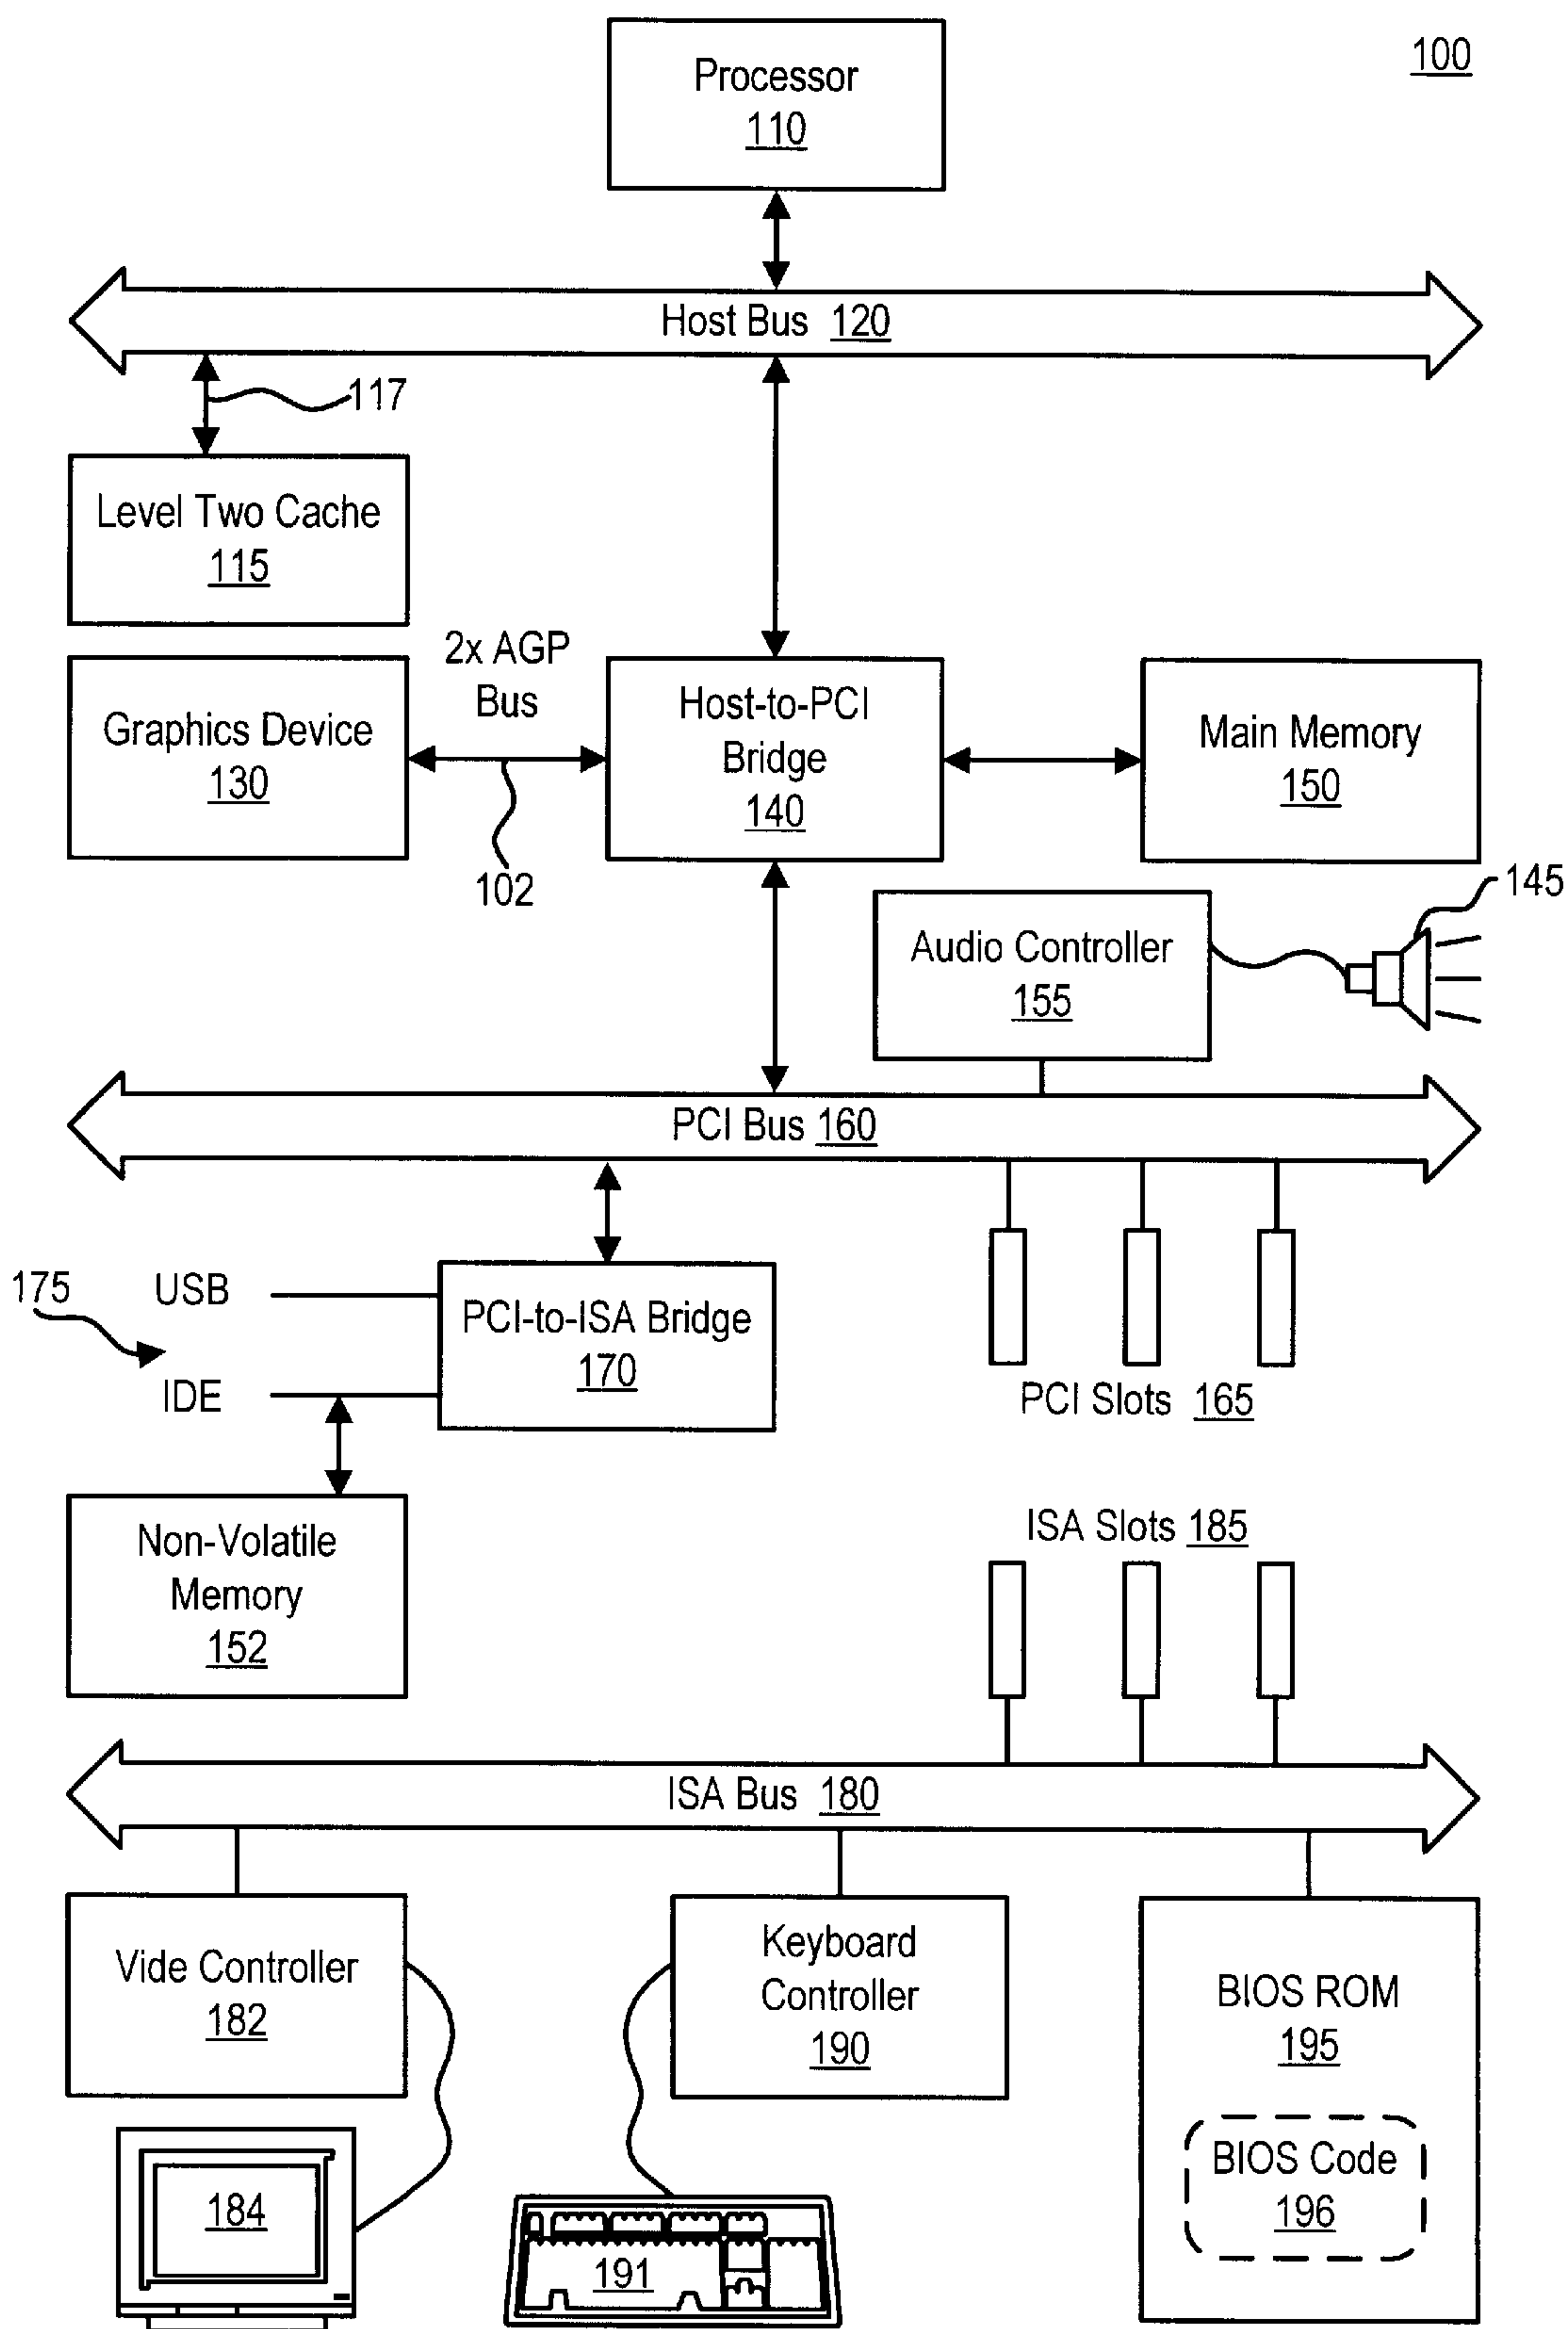 100
Processor
110
Host Bus 120
117
Level Two Cache
115
2x AGP
Bus
Graphics Device
130
102
Host-to-PCI
Bridge
140
Main Memory
150
145
Audio Controller
155
PCI Bus 160
175
USB
IDE
PCI-to-ISA Bridge
170
PCI Slots 165
Non-Volatile
Memory
152
ISA Slots 185
ISA Bus 180
Vide Controller
182
Keyboard
Controller
190
BIOS ROM
195
BIOS Code
196
184
191